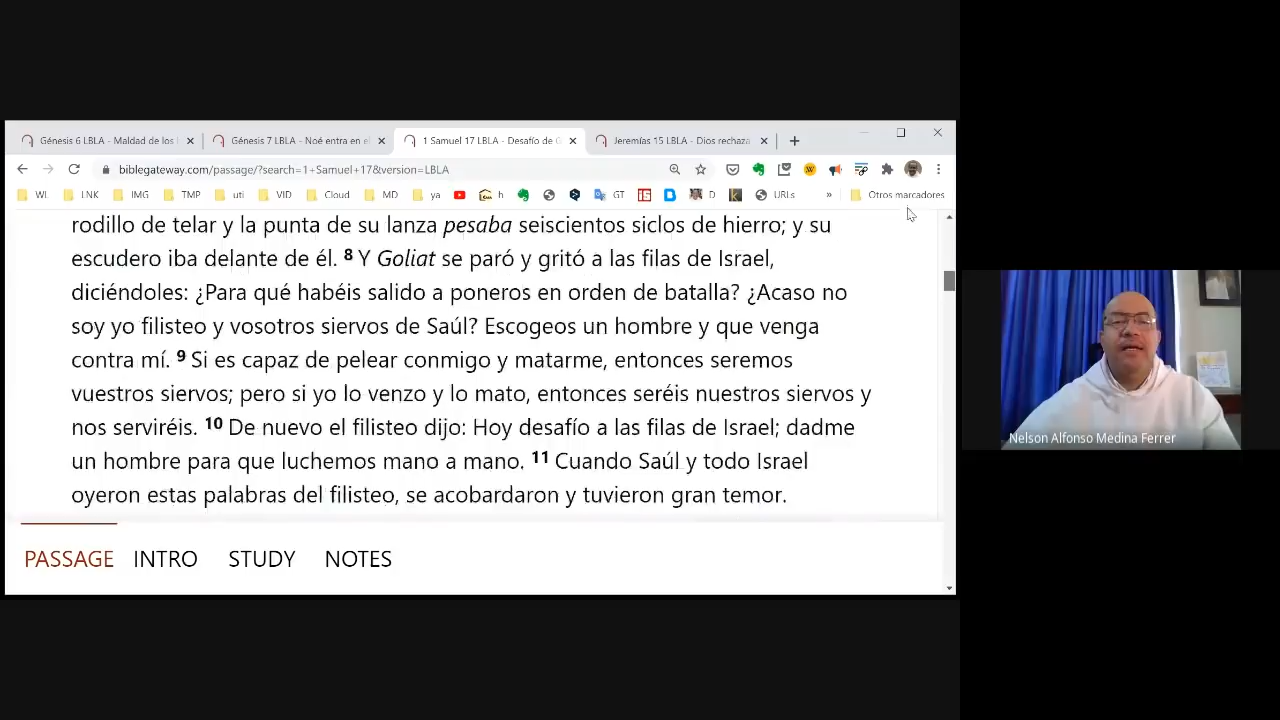 Génesis 6 LBLA - Maldad de los
Génesis 7 LBLA - Noé entra en el
1 Samuel 17 LBLA - Desafío de G
Jeremías 15 LBLA - Dios rechaza
biblegateway.com/passage/?search=1+Samuel+17&version=LBLA
WL LNK IMG TMP uti VID Cloud MD ya h GT D URLs » Otros marcadores
rodillo de telar y la punta de su lanza pesaba seiscientos siclos de hierro; y su
escudero iba delante de él. 8 Y Goliat se paró y gritó a las filas de Israel,
diciéndoles: ¿Para qué habéis salido a poneros en orden de batalla? ¿Acaso no
soy yo filisteo y vosotros siervos de Saúl? Escogeos un hombre y que venga
contra mí. 9 Si es capaz de pelear conmigo y matarme, entonces seremos
vuestros siervos; pero si yo lo venzo y lo mato, entonces seréis nuestros siervos y
nos serviréis. 10 De nuevo el filisteo dijo: Hoy desafío a las filas de Israel; dadme
un hombre para que luchemos mano a mano. 11 Cuando Saúl y todo Israel
oyeron estas palabras del filisteo, se acobardaron y tuvieron gran temor.
PASSAGE INTRO STUDY NOTES
Nelson Alfonso Medina Ferrer